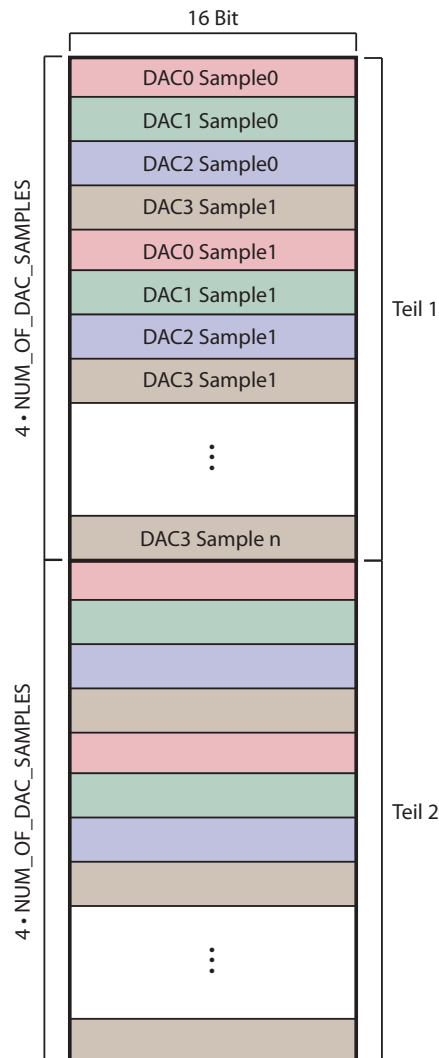 16 Bit
DAC0 Sample0
DAC1 Sample0
DAC2 Sample0
DAC3 Sample1
DAC0 Sample1
DAC1 Sample1
DAC2 Sample1
DAC3 Sample1
DAC3 Sample n
4 • NUM_OF_DAC_SAMPLES
Teil 1
4 • NUM_OF_DAC_SAMPLES
Teil 2